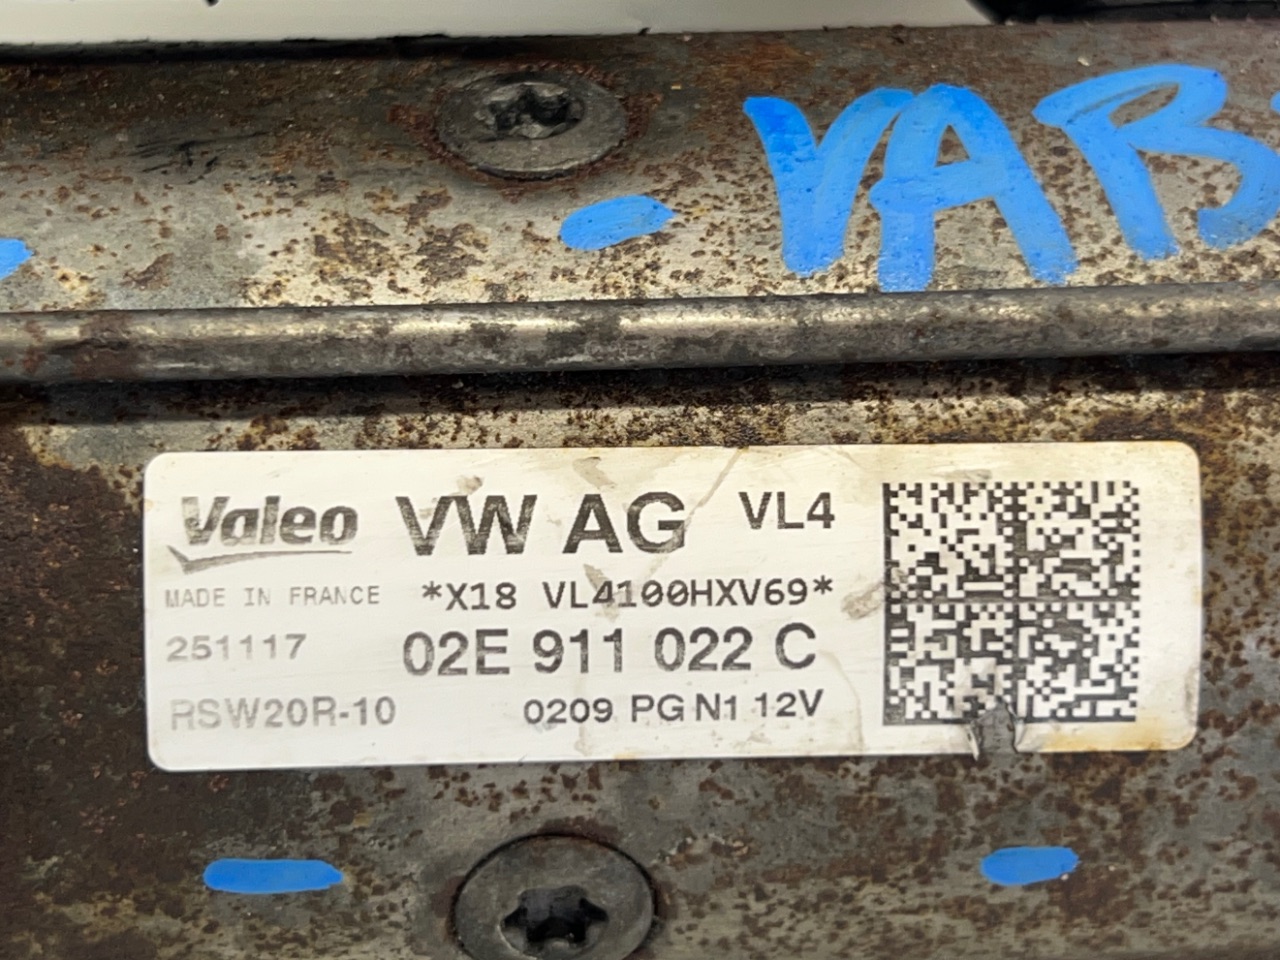 VAB
Valeo VW AG VL4
MADE IN FRANCE *X18 VL4100HXV69*
251117 02E 911 022 C
RSW20R-10 0209 PG N1 12V